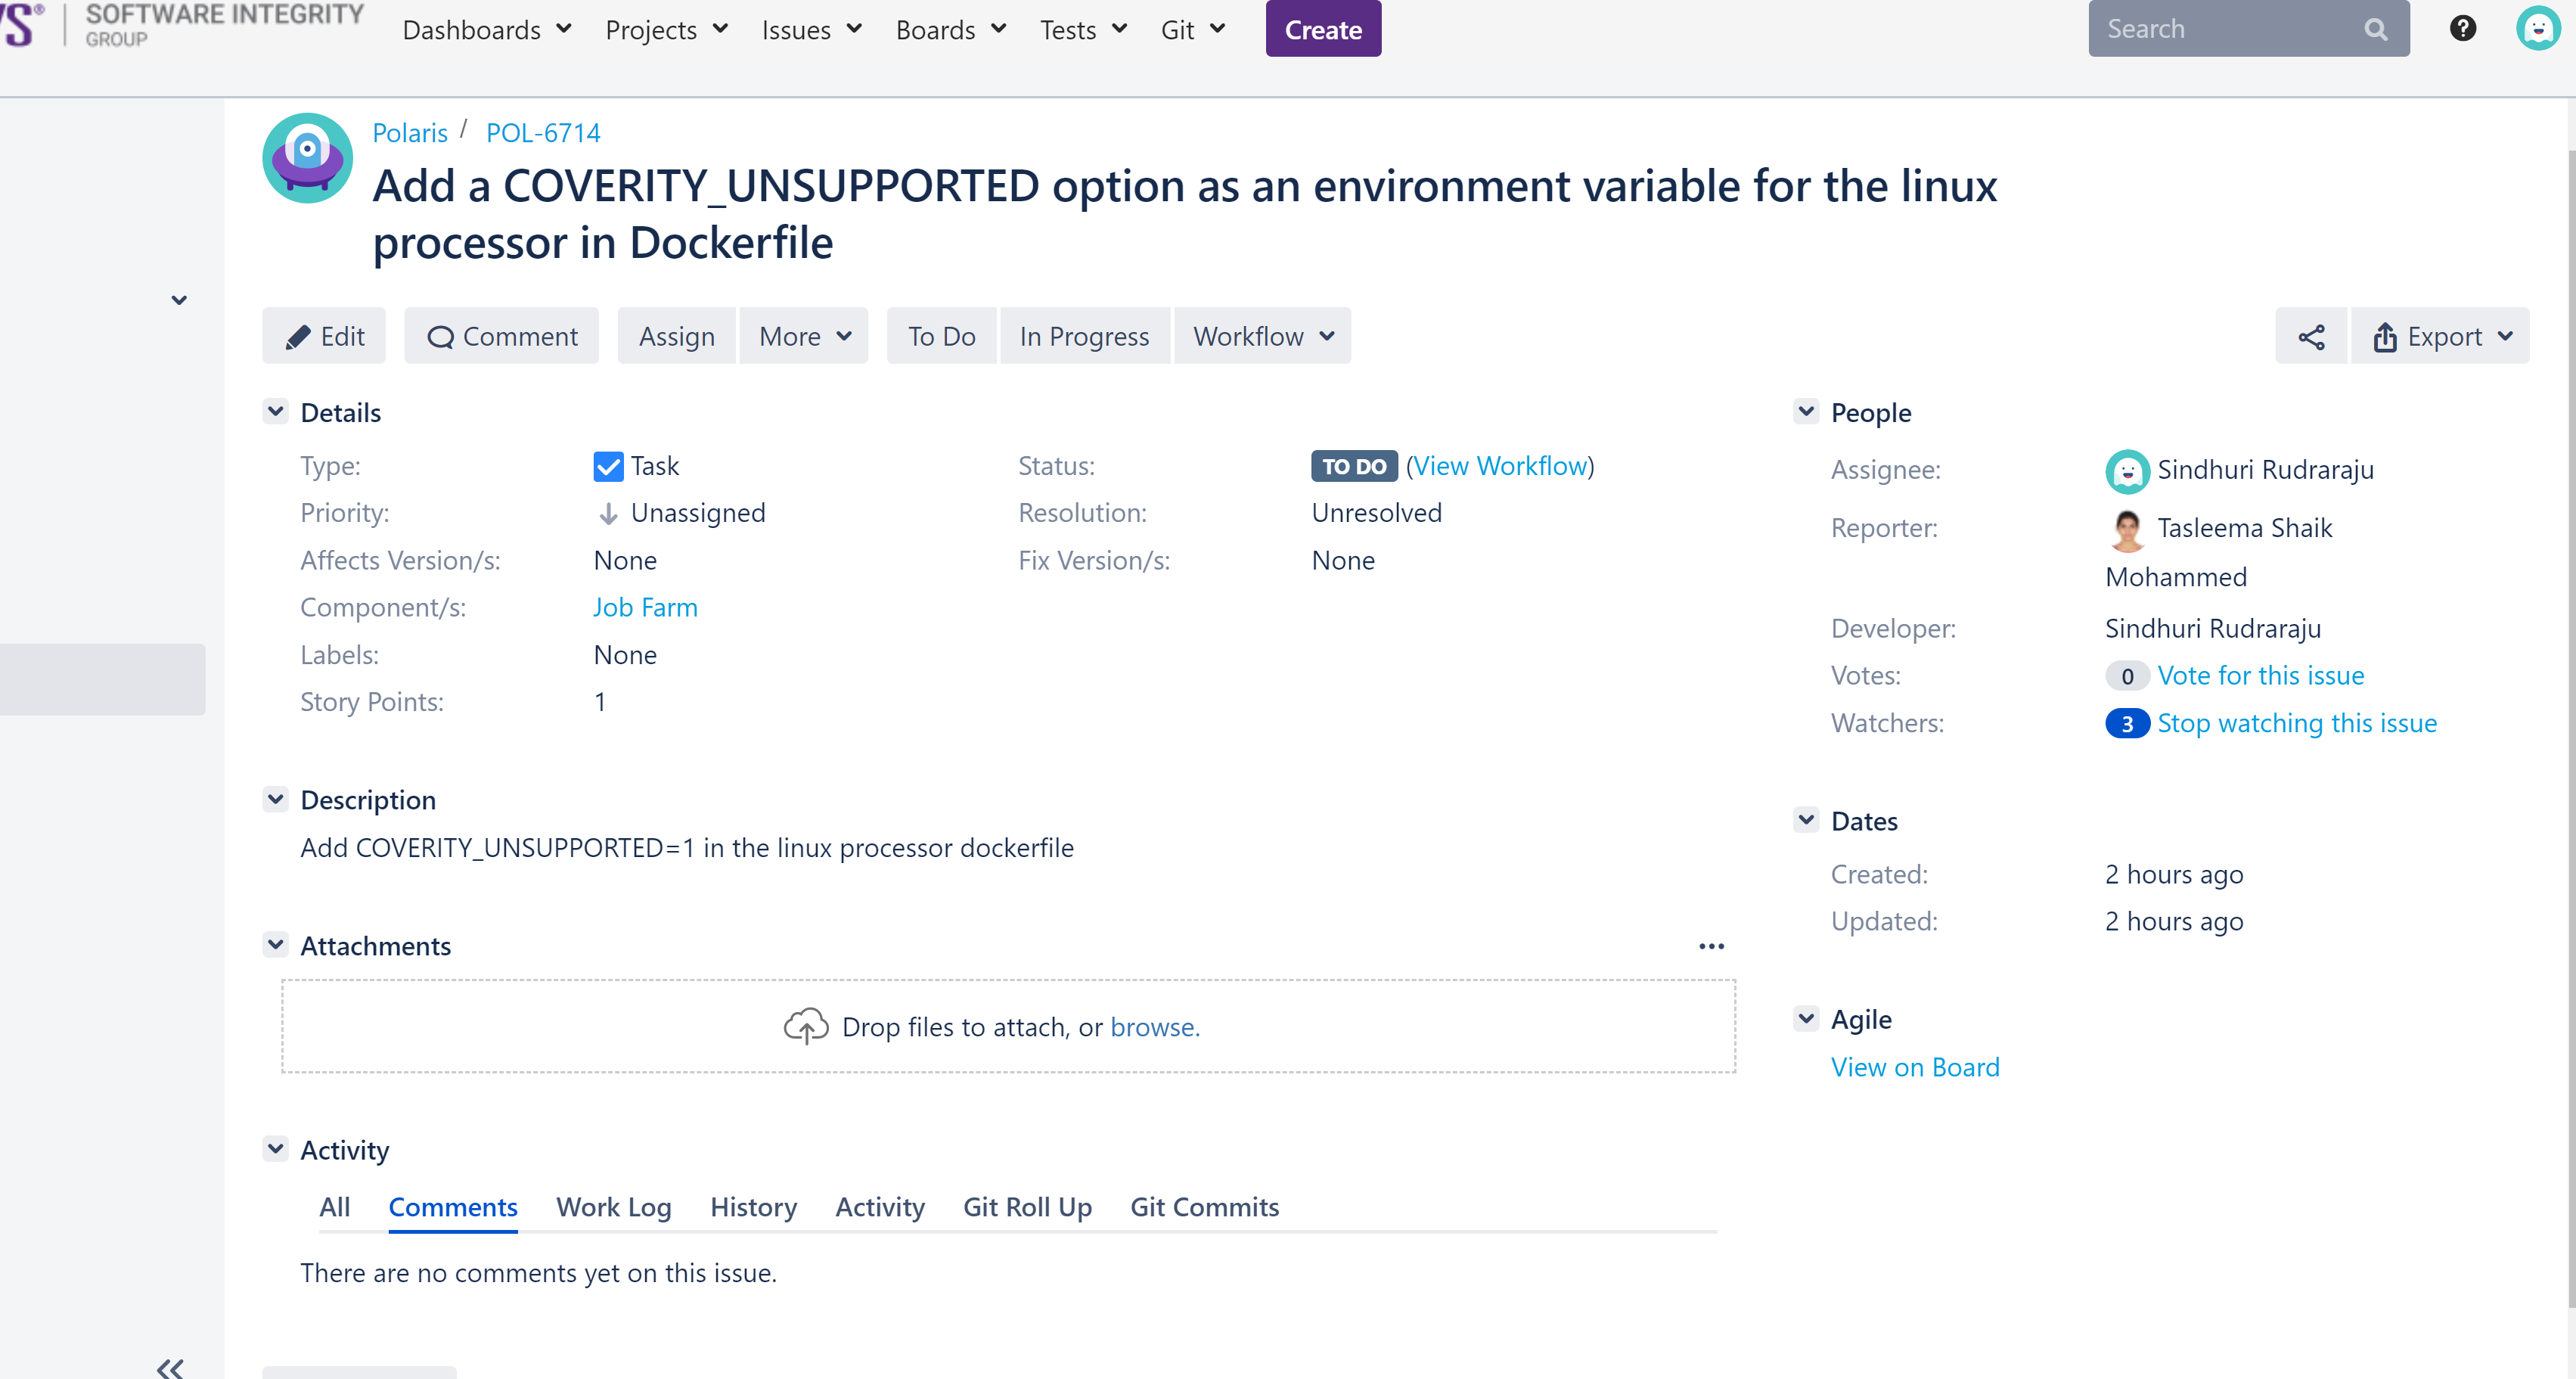 SOFTWARE INTEGRITY
GROUP
Dashboards Projects Issues Boards Tests Git Create Search
Polaris / POL-6714
Add a COVERITY_UNSUPPORTED option as an environment variable for the linux
processor in Dockerfile
Edit Comment Assign More To Do In Progress Workflow Export
Details
Type: Task Status: TO DO (View Workflow)
Priority: Unassigned Resolution: Unresolved
Affects Version/s: None Fix Version/s: None
Component/s: Job Farm
Labels: None
Story Points: 1
Description
Add COVERITY_UNSUPPORTED=1 in the linux processor dockerfile
Attachments
Drop files to attach, or browse.
Activity
All Comments Work Log History Activity Git Roll Up Git Commits
There are no comments yet on this issue.
People
Assignee: Sindhuri Rudraraju
Reporter: Tasleema Shaik
Mohammed
Developer: Sindhuri Rudraraju
Votes: 0 Vote for this issue
Watchers: 3 Stop watching this issue
Dates
Created: 2 hours ago
Updated: 2 hours ago
Agile
View on Board